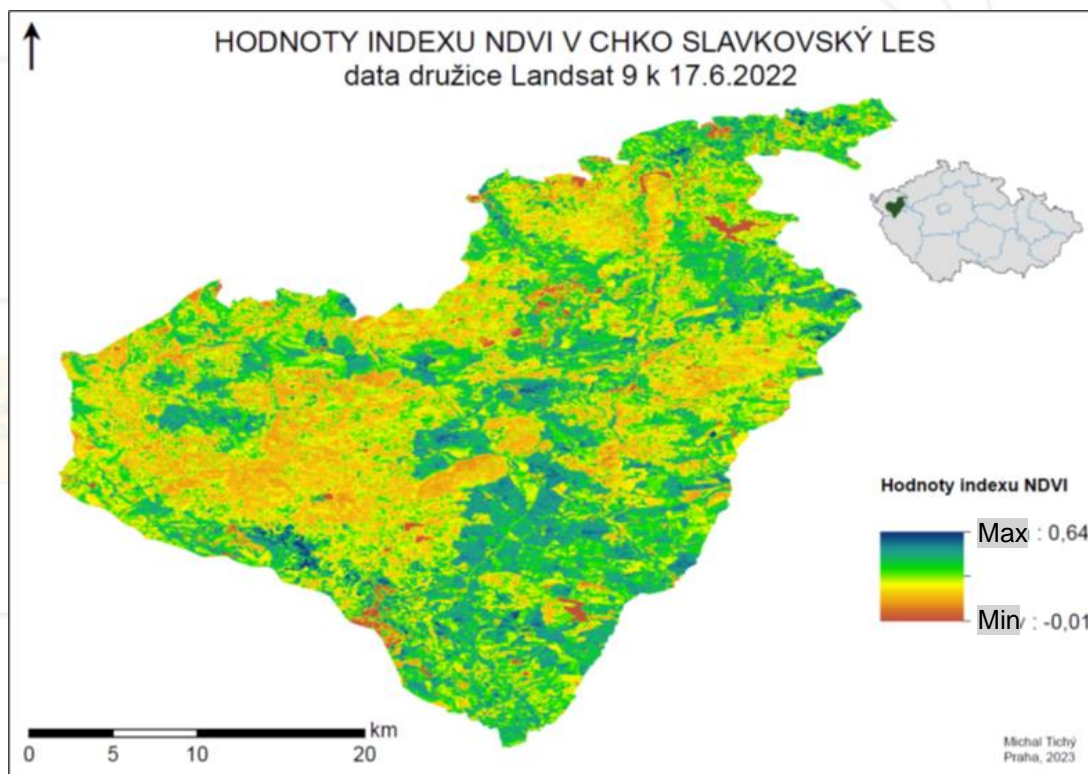 HODNOTY INDEXU NDVI V CHKO SLAVKOVSKÝ LES
data družice Landsat 9 k 17.6.2022
Hodnoty indexu NDVI
Max : 0,64
Min : -0,01
km
0 5 10 20
Michal Tichý
Praha, 2023